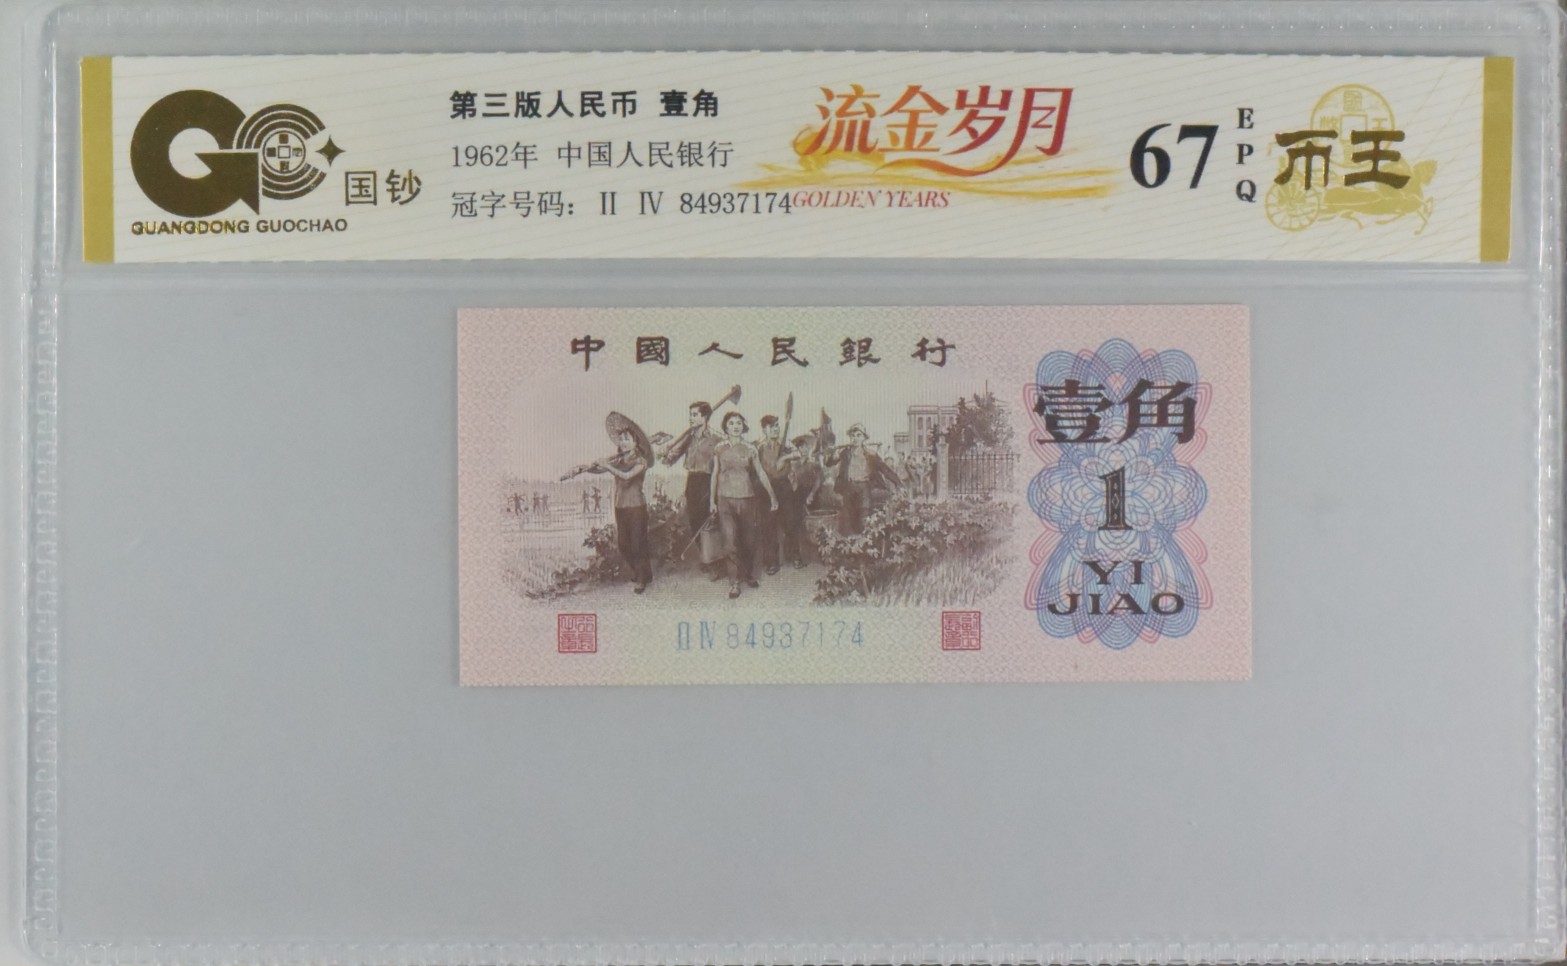 GUANGDONG GUOCHAO
国钞
第三版人民币 壹角
1962年 中国人民银行
冠字号码： II IV 84937174
流金岁月
GOLDEN YEARS
67
EPQ
币王
中國人民銀行
壹角
1
YI
JIAO
II IV 84937174